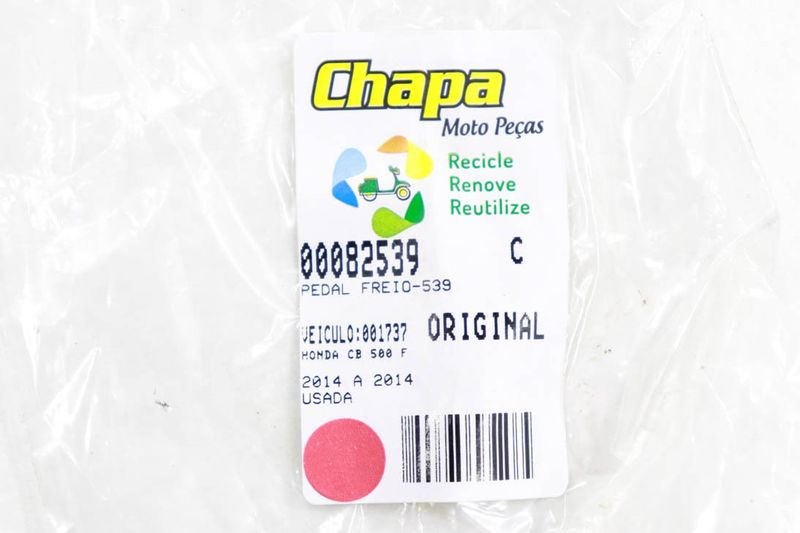 Chapa
Moto Peças
Recicle
Renove
Reutilize
00082539 C
PEDAL FREIO-539
VEICULO:001737 ORIGINAL
HONDA CB 500 F
2014 A 2014
USADA